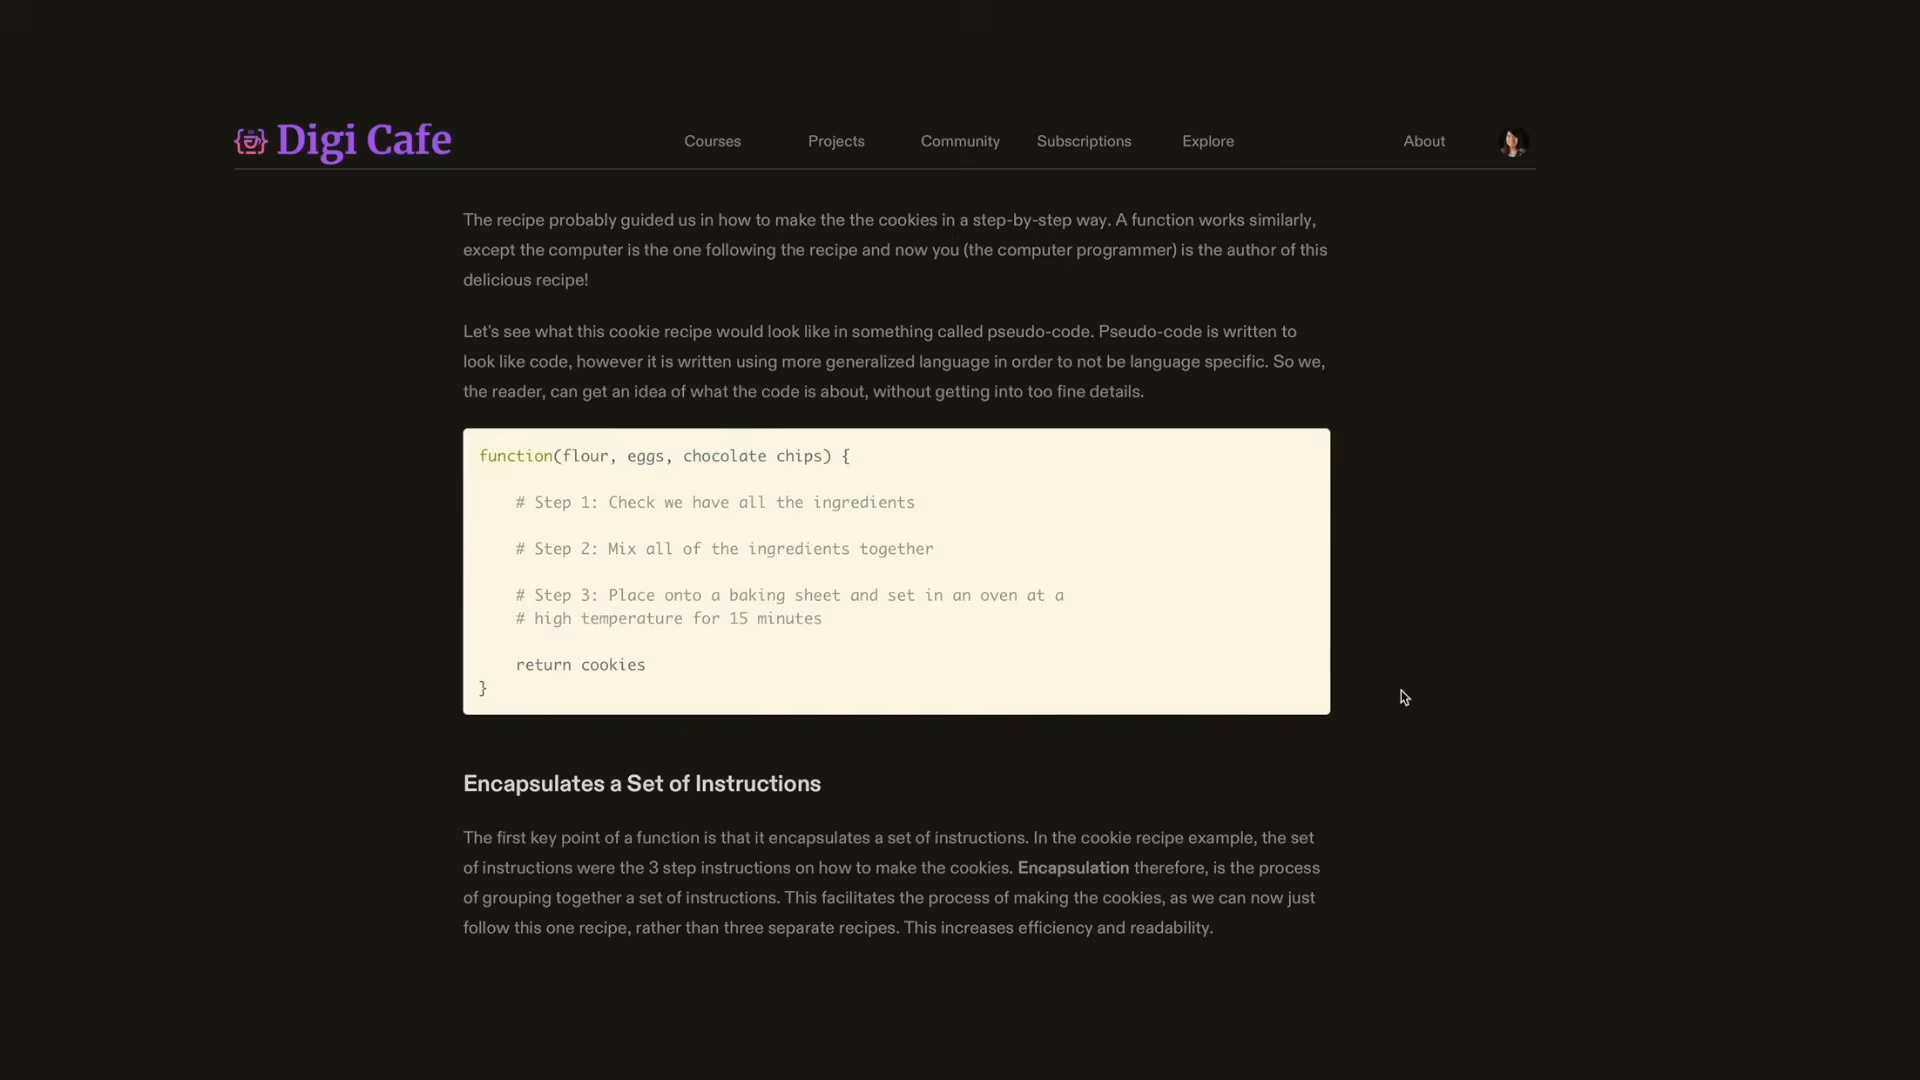 Digi Cafe
Courses
Projects
Community
Subscriptions
Explore
About
The recipe probably guided us in how to make the the cookies in a step-by-step way. A function works similarly,
except the computer is the one following the recipe and now you (the computer programmer) is the author of this
delicious recipe!
Let's see what this cookie recipe would look like in something called pseudo-code. Pseudo-code is written to
look like code, however it is written using more generalized language in order to not be language specific. So we,
the reader, can get an idea of what the code is about, without getting into too fine details.
function(flour, eggs, chocolate chips) {
# Step 1: Check we have all the ingredients
# Step 2: Mix all of the ingredients together
# Step 3: Place onto a baking sheet and set in an oven at a
# high temperature for 15 minutes
return cookies
}
Encapsulates a Set of Instructions
The first key point of a function is that it encapsulates a set of instructions. In the cookie recipe example, the set
of instructions were the 3 step instructions on how to make the cookies. Encapsulation therefore, is the process
of grouping together a set of instructions. This facilitates the process of making the cookies, as we can now just
follow this one recipe, rather than three separate recipes. This increases efficiency and readability.